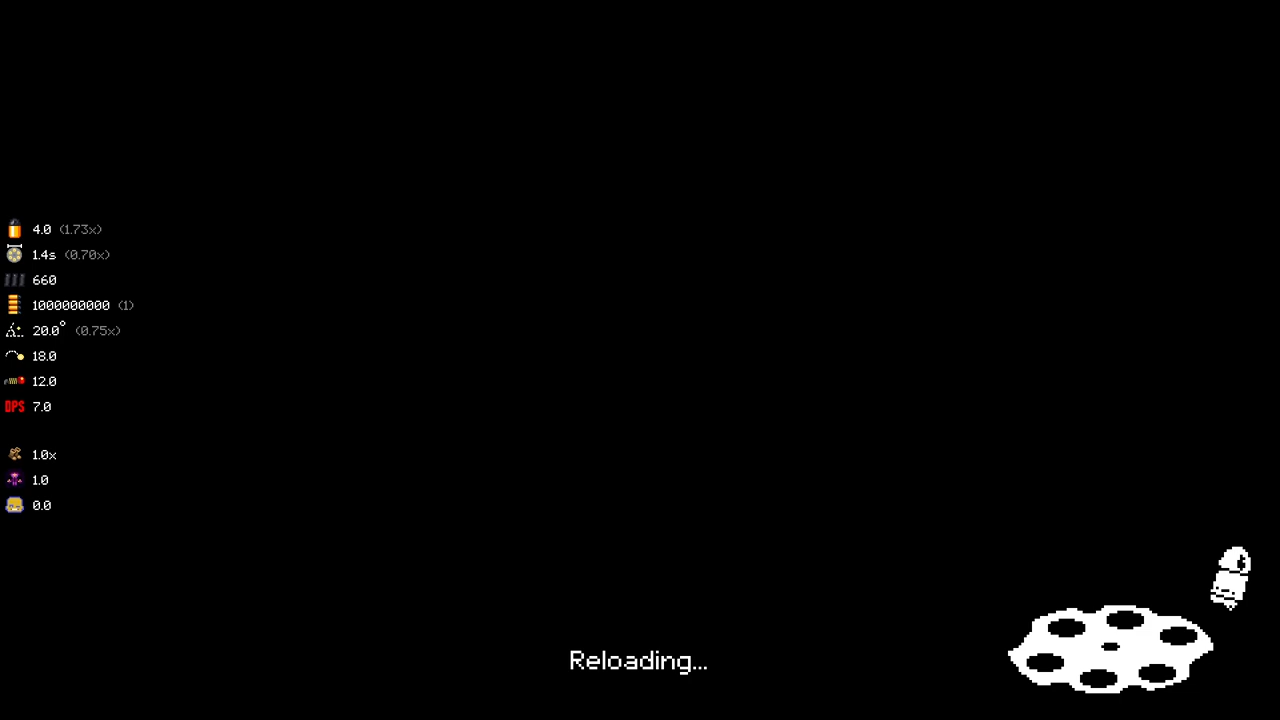 4.0 (1.73x)
1.4s (0.70x)
660
1000000000 (1)
20.0° (0.75x)
18.0
12.0
DPS 7.0
1.0x
1.0
0.0
Reloading...